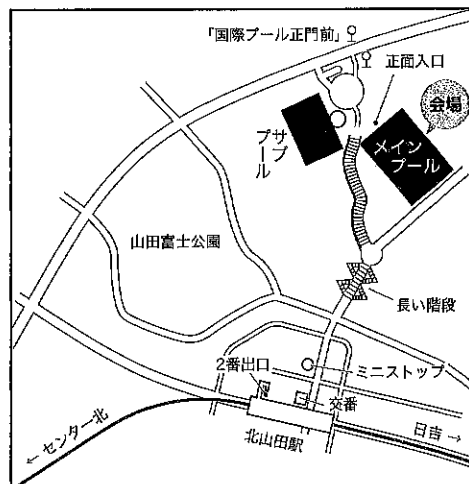 「国際プール正門前」
正面入口
会場
メイン
プール
サブ
プール
山田富士公園
長い階段
2番出口
ミニストップ
交番
北山田駅
← センター北
日吉 →